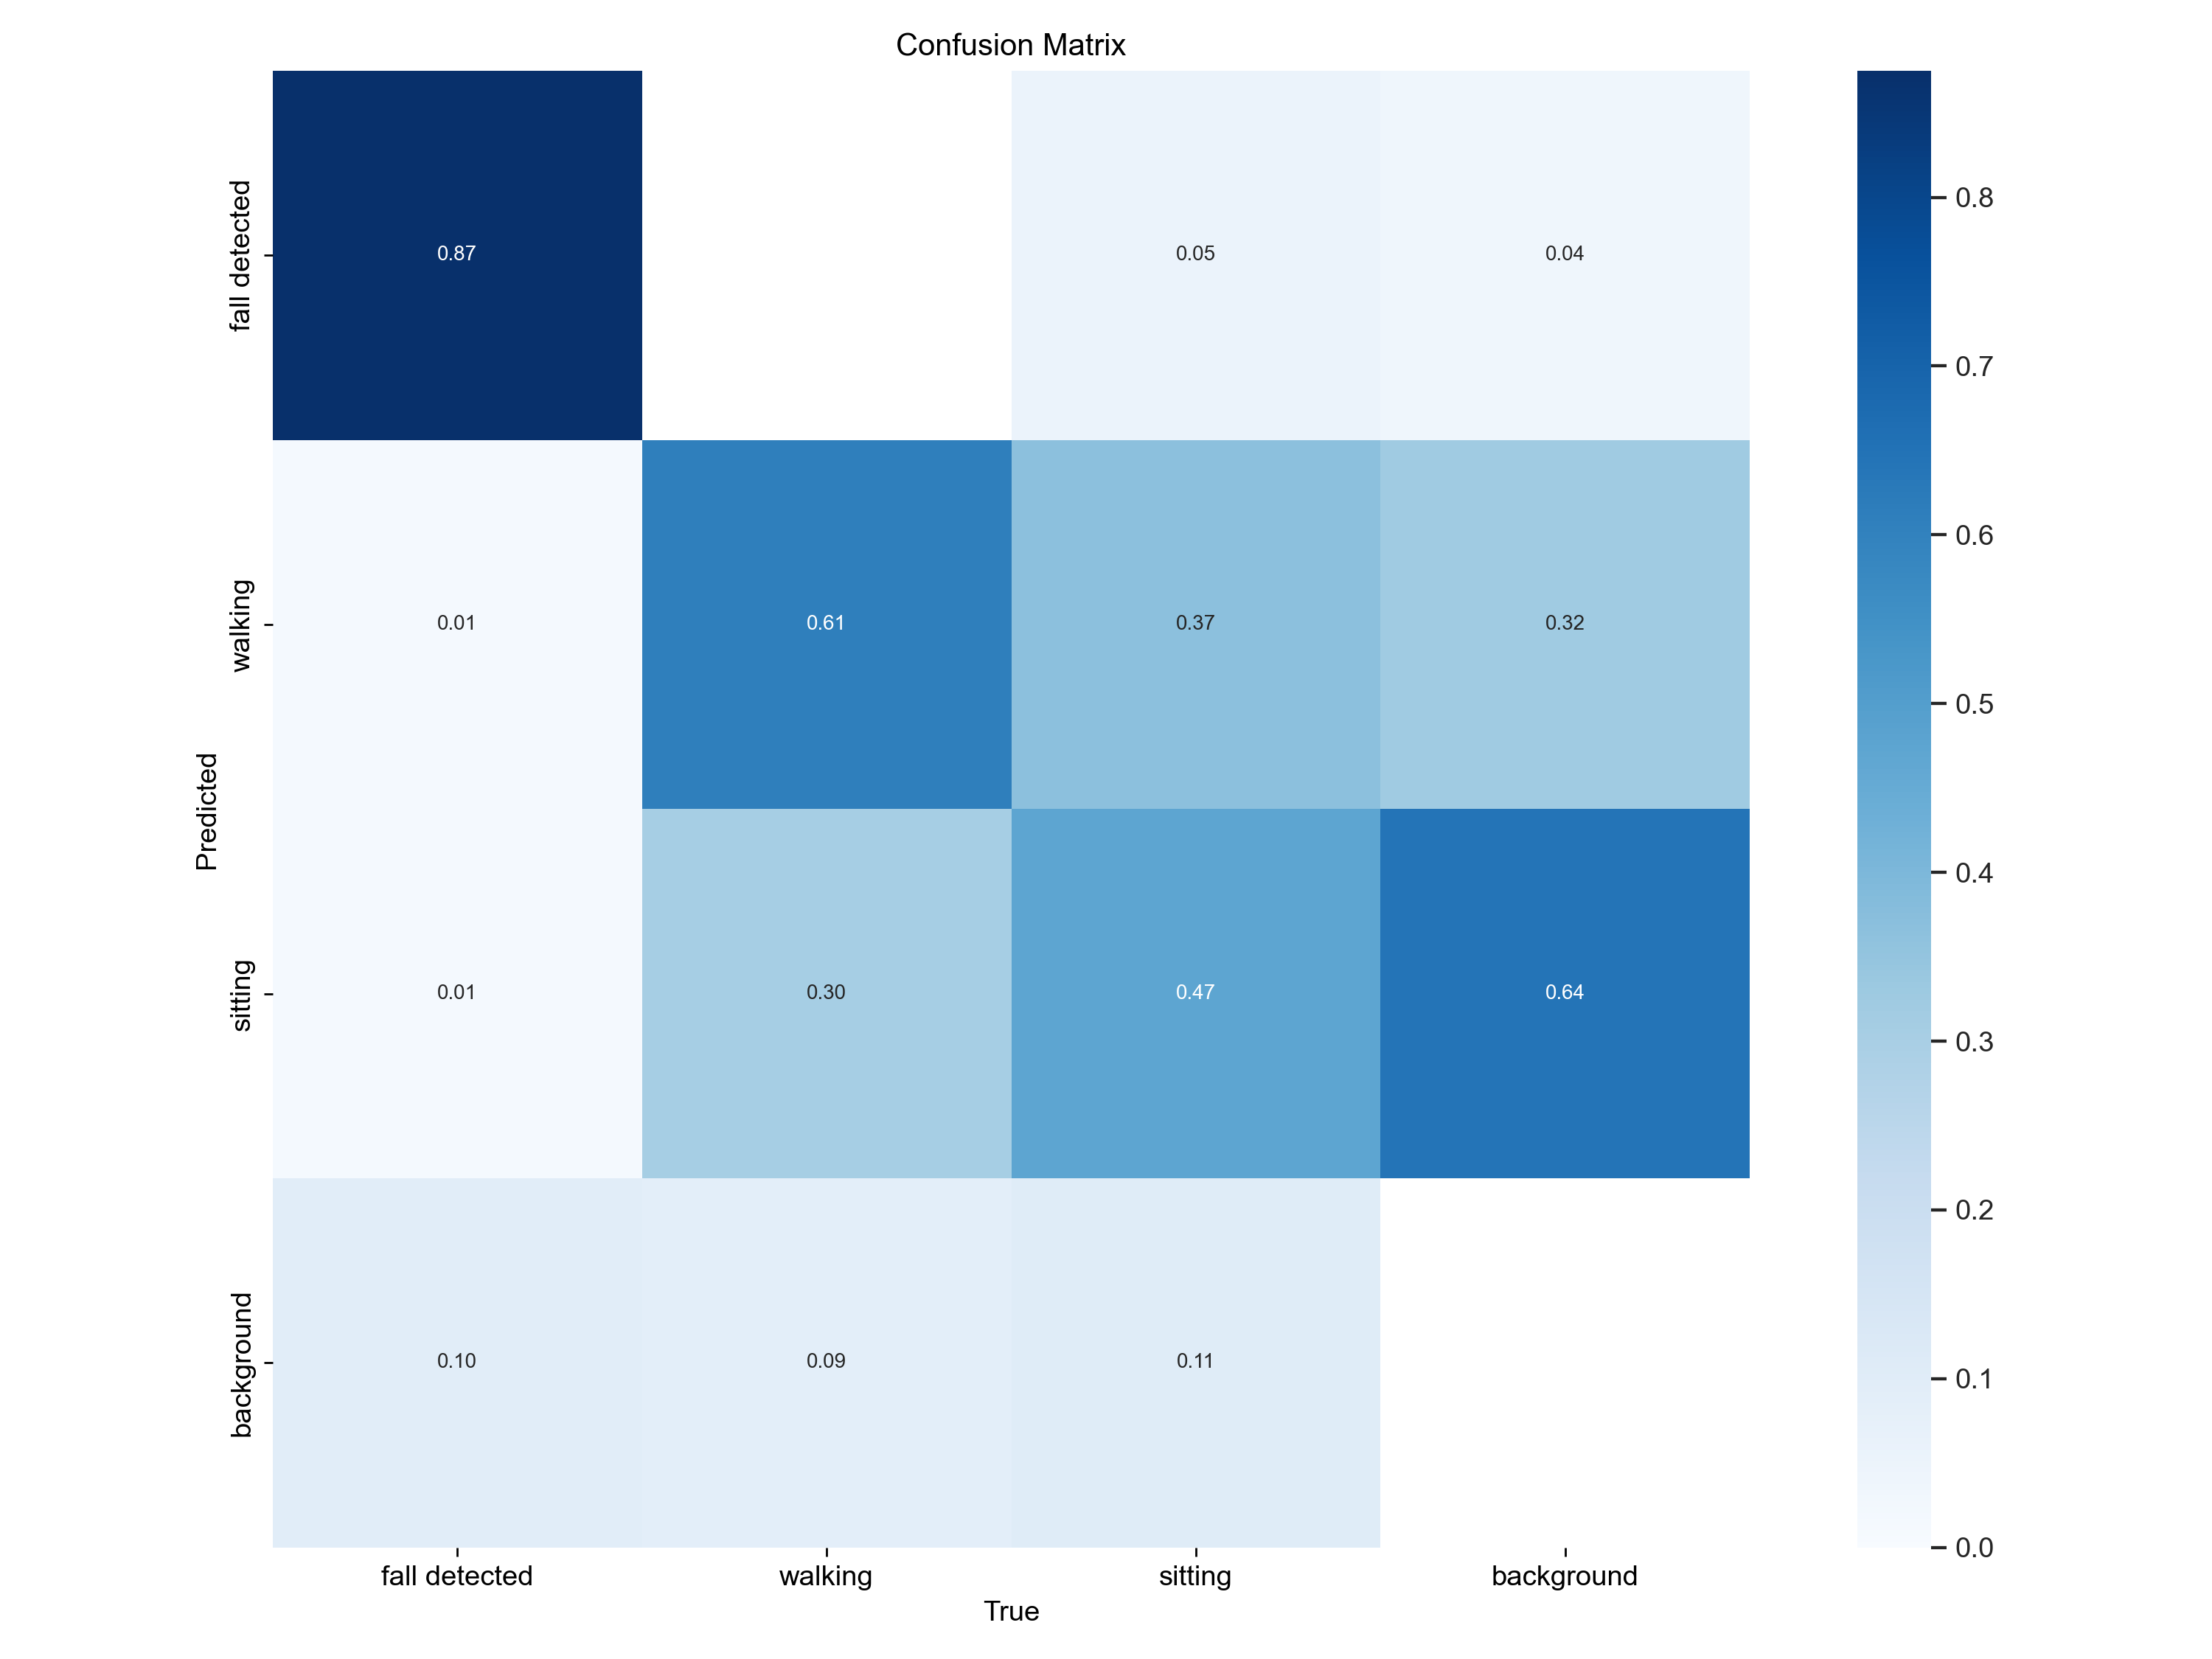 Confusion Matrix
fall detected
0.87
0.05
0.04
walking
0.01
0.61
0.37
0.32
Predicted
sitting
0.01
0.30
0.47
0.64
background
0.10
0.09
0.11
fall detected
walking
sitting
background
True
0.8
0.7
0.6
0.5
0.4
0.3
0.2
0.1
0.0